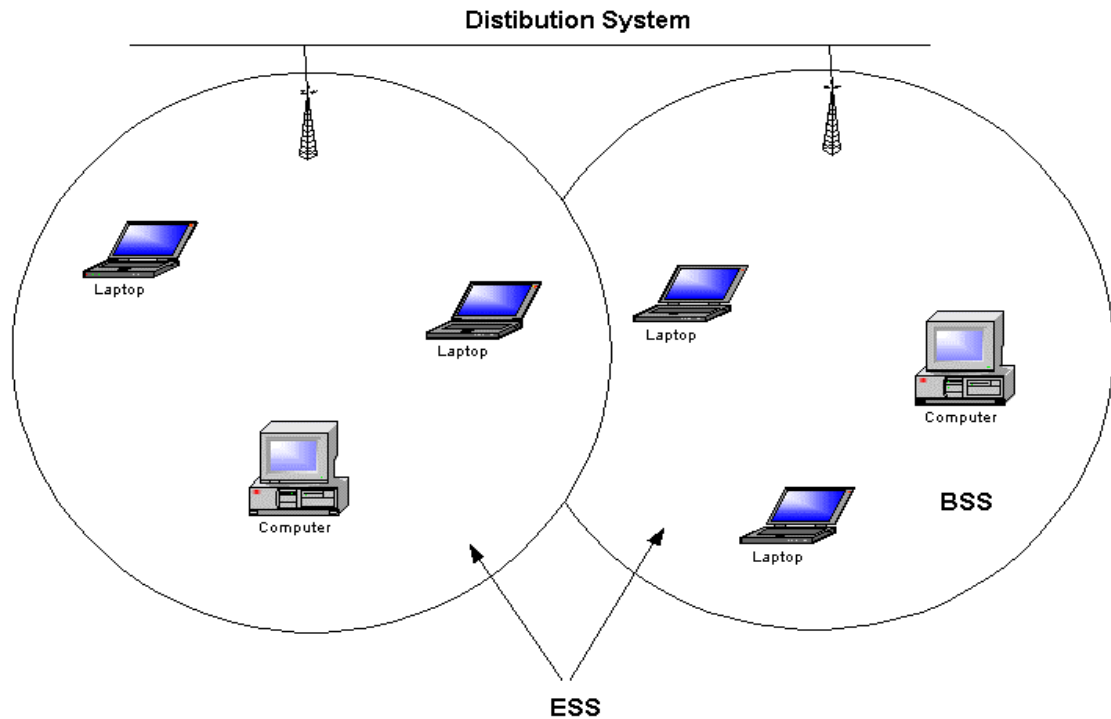 Distibution System
Laptop
Laptop
Laptop
Computer
Computer
BSS
Laptop
ESS